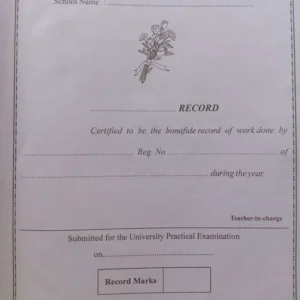 School Name : ..............................................
.............................. RECORD
Certified to be the bonafide record of work done by
.......................................... Reg. No........................................... of
.................................................................... during the year.
Teacher-in-charge
Submitted for the University Practical Examination
on........................................
Record Marks